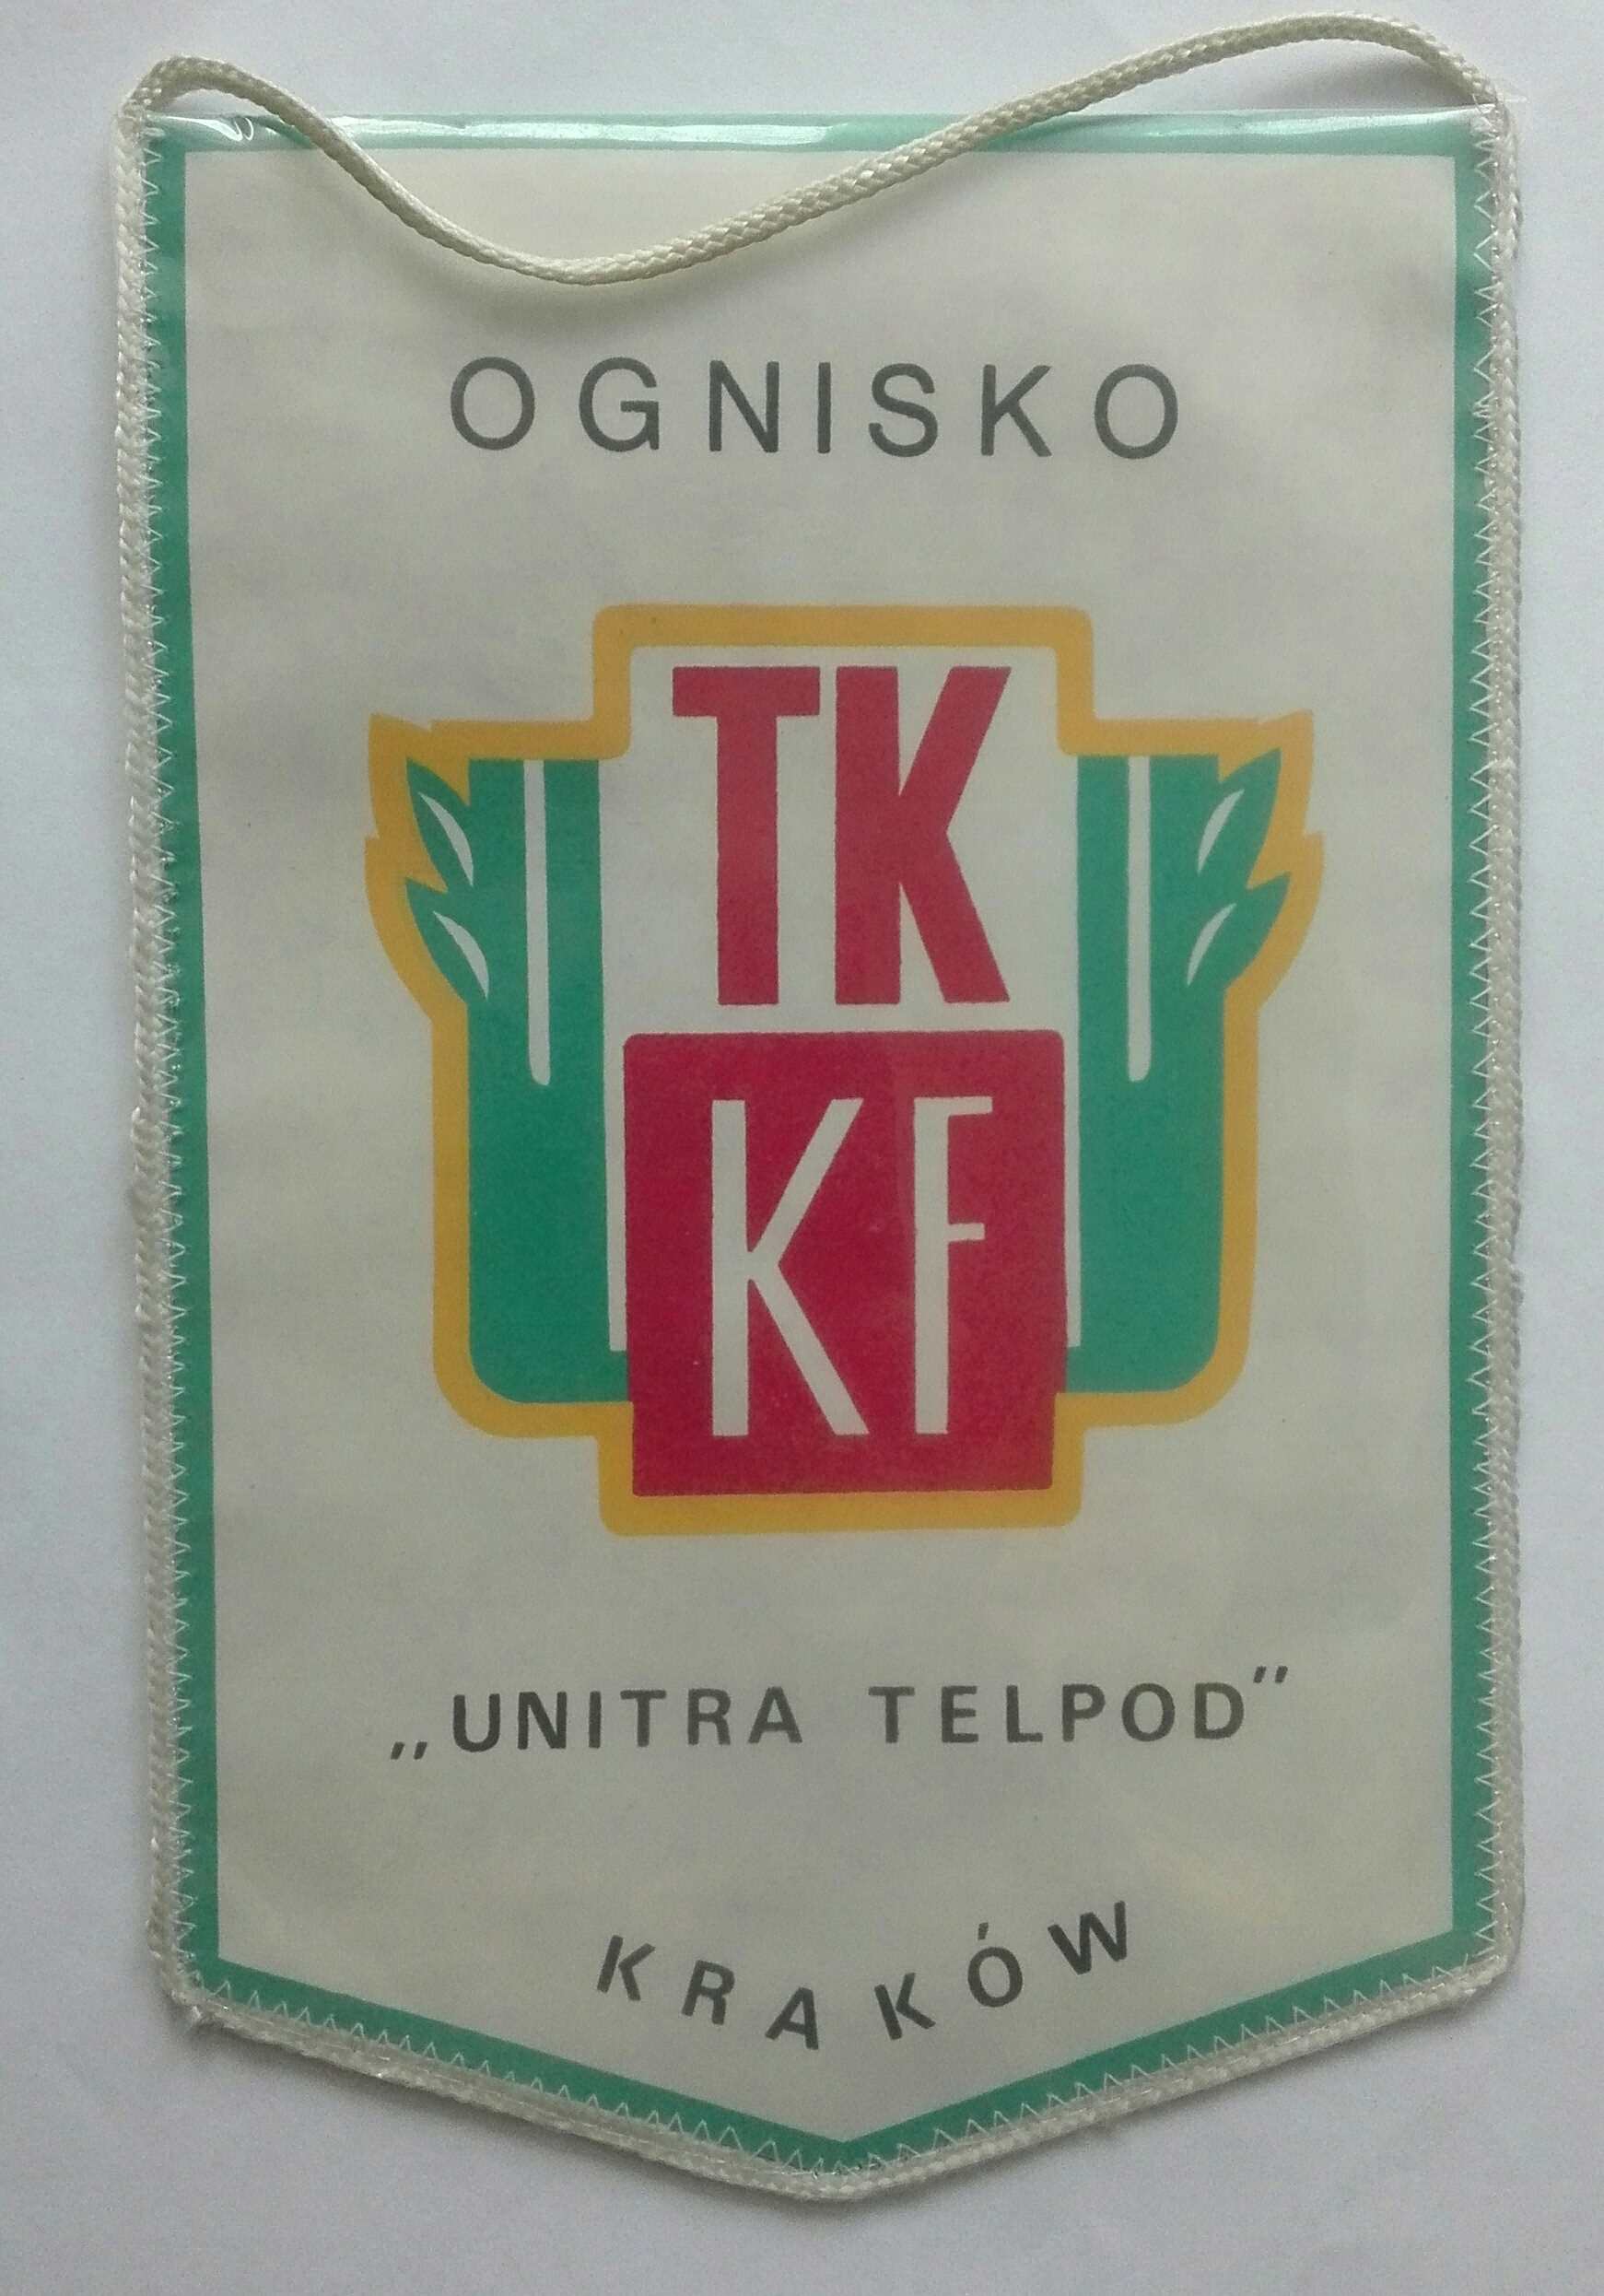 OGNISKO
TK
KF
„UNITRA TELPOD”
KRAKÓW